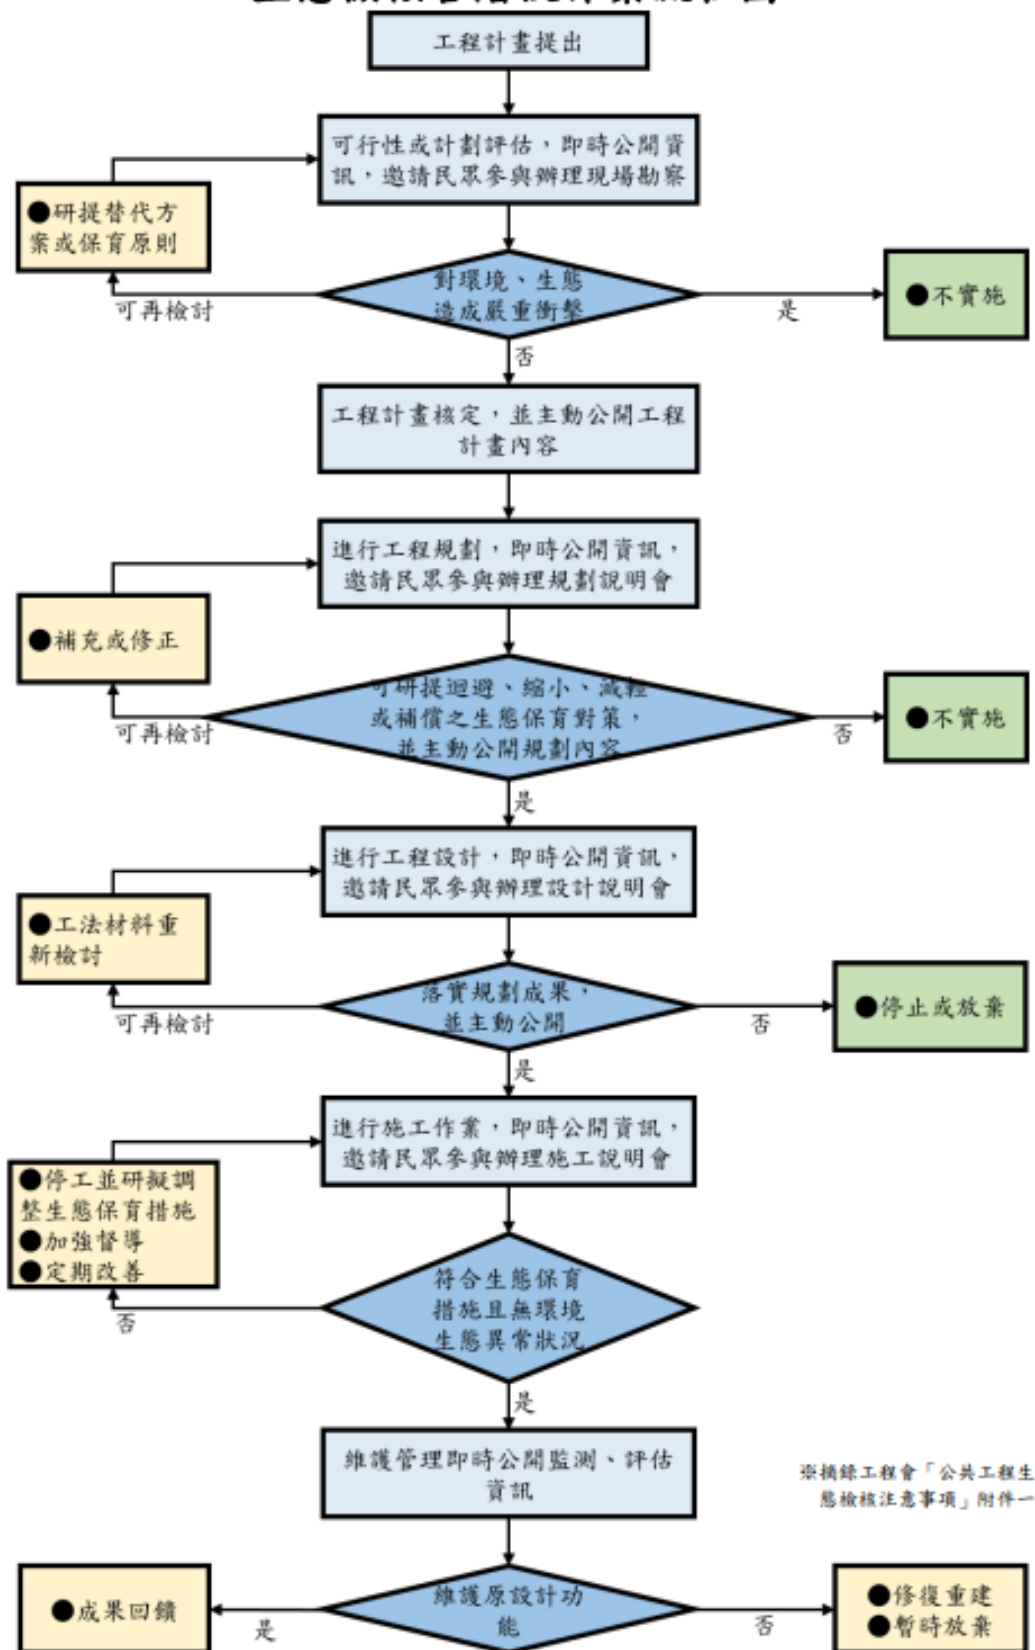 工程計畫提出
可行性或計劃評估，即時公開資
訊，邀請民眾參與辦理現場勘察
●研提替代方
案或保育原則
對環境、生態
造成嚴重衝擊
可再檢討
是
●不實施
否
工程計畫核定，並主動公開工程
計畫內容
進行工程規劃，即時公開資訊，
邀請民眾參與辦理規劃說明會
●補充或修正
可研提迴避、縮小、減輕
或補償之生態保育對策，
並主動公開規劃內容
可再檢討
否
●不實施
是
進行工程設計，即時公開資訊，
邀請民眾參與辦理設計說明會
●工法材料重
新檢討
落實規劃成果，
並主動公開
可再檢討
否
●停止或放棄
是
進行施工作業，即時公開資訊，
邀請民眾參與辦理施工說明會
●停工並研擬調
整生態保育措施
●加強督導
●定期改善
符合生態保育
措施且無環境
生態異常狀況
否
是
維護管理即時公開監測、評估
資訊
※摘錄工程會「公共工程生
態檢核注意事項」附件一
●成果回饋
是
維護原設計功
能
否
●修復重建
●暫時放棄